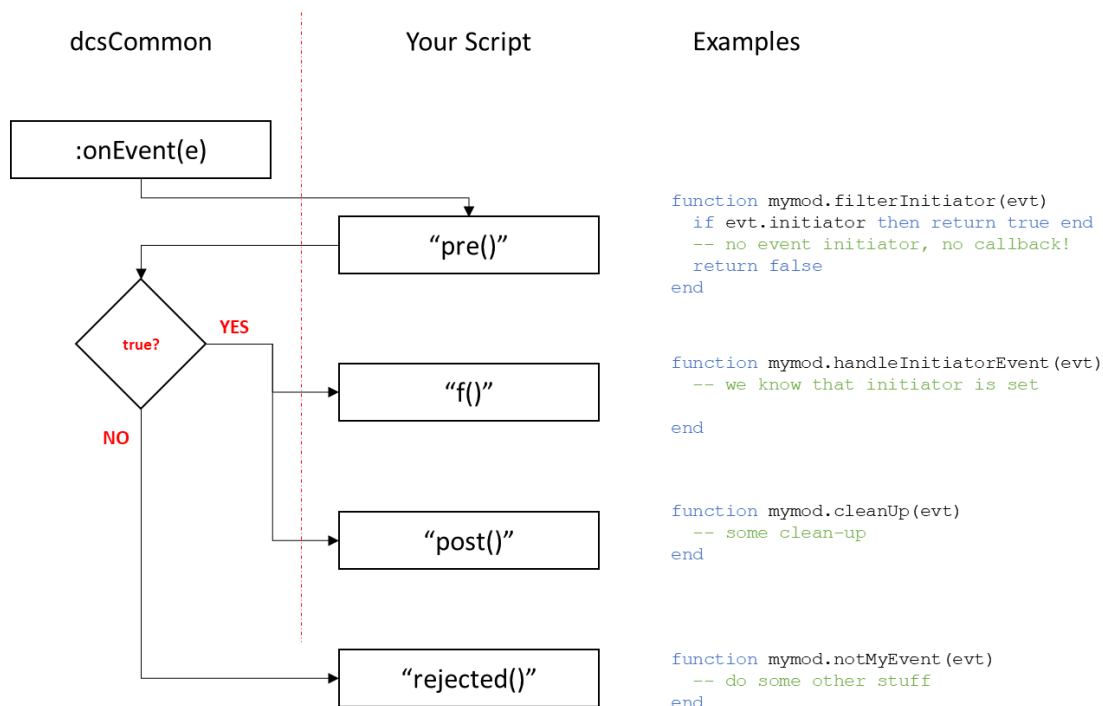 dcsCommon
Your Script
Examples
:onEvent(e)
“pre()”
function mymod.filterInitiator(evt)
  if evt.initiator then return true end
  -- no event initiator, no callback!
  return false
end
true?
YES
“f()”
function mymod.handleInitiatorEvent(evt)
  -- we know that initiator is set
end
NO
“post()”
function mymod.cleanUp(evt)
  -- some clean-up
end
“rejected()”
function mymod.notMyEvent(evt)
  -- do some other stuff
end